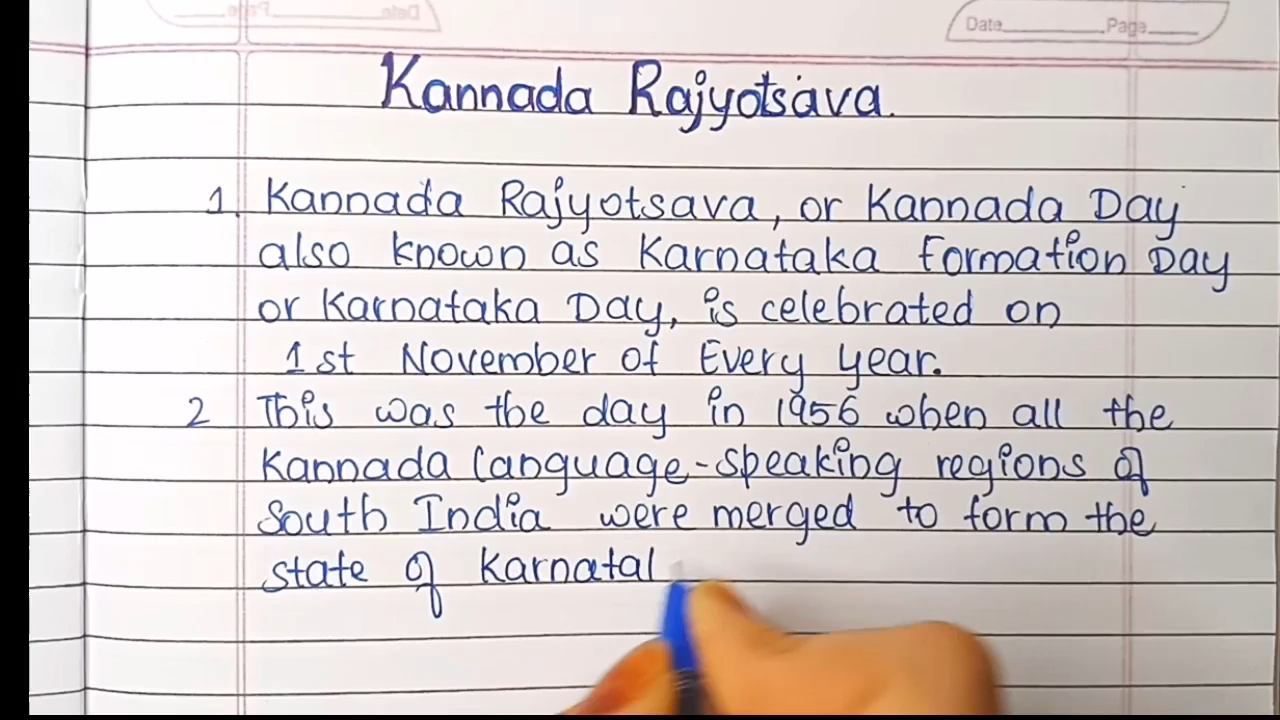 Date Page
Kannada Rajyotsava.
1. Kannada Rajyotsava, or Kannada Day
also known as Karnataka Formation Day
or Karnataka Day, is celebrated on
1st November of Every year.
2 This was the day in 1956 when all the
Kannada Language-speaking regions of
South India were merged to form the
state of Karnatal